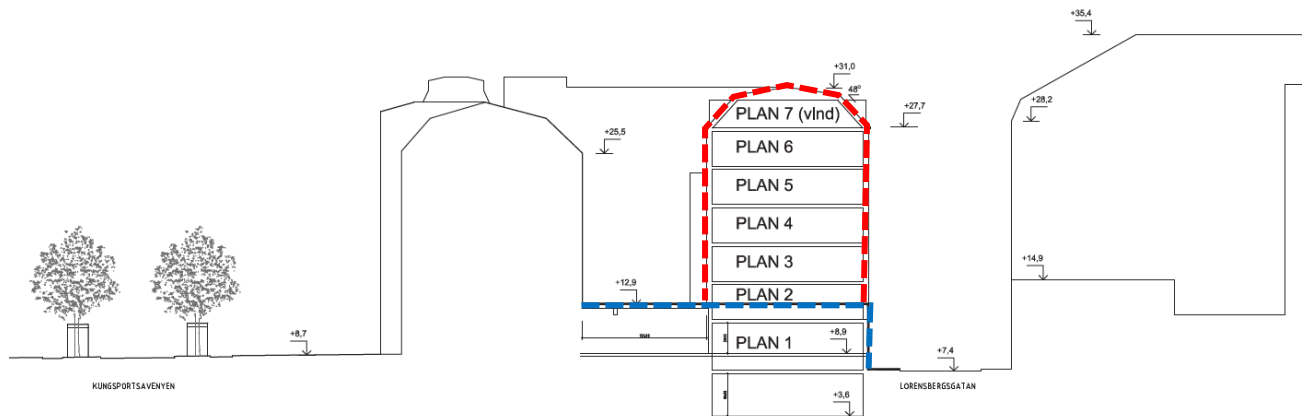 +35,4
+31,0
48°
PLAN 7 (vlnd)
+27,7
+28,2
PLAN 6
+25,5
PLAN 5
PLAN 4
PLAN 3
+14,9
PLAN 2
+12,9
+8,7
PLAN 1
+8,9
+7,4
KUNGSPORTSAVENYEN
LORENSBERGSGATAN
+3,6